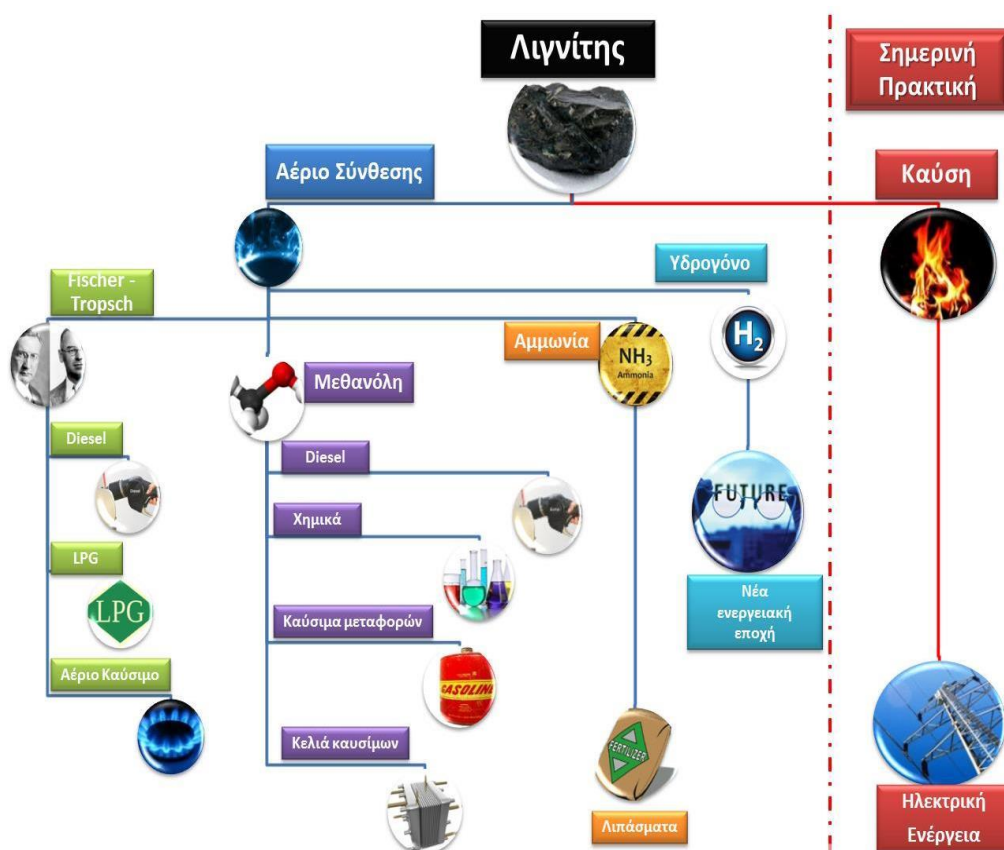 Λιγνίτης
Σημερινή
Πρακτική
Αέριο Σύνθεσης
Καύση
Υδρογόνο
Fischer -
Tropsch
H2
Αμμωνία
NH3
Ammonia
Μεθανόλη
Diesel
Diesel
FUTURE
Χημικά
LPG
LPG
Νέα
ενεργειακή
εποχή
Καύσιμα μεταφορών
GASOLINE
Αέριο Καύσιμο
Κελιά καυσίμων
FERTILIZER
Λιπάσματα
Ηλεκτρική
Ενέργεια